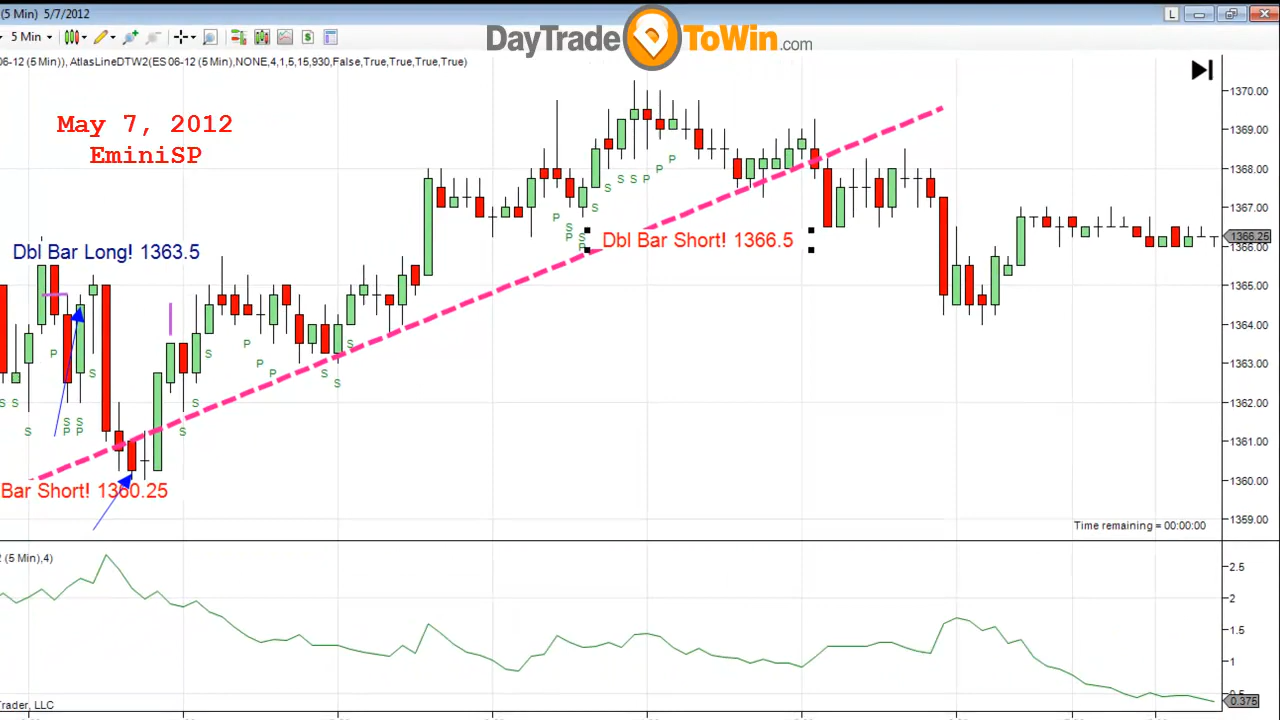 (5 Min) 5/7/2012
L
5 Min
DayTradeToWin.com
06-12 (5 Min)), AtlasLineDTW2(ES 06-12 (5 Min),NONE,4,1,5,15,930,False,True,True,True,True)
May 7, 2012
EminiSP
Dbl Bar Long! 1363.5
Dbl Bar Short! 1366.5
Bar Short! 1360.25
1370.00
1369.00
1368.00
1367.00
1366.25
1366.00
1365.00
1364.00
1363.00
1362.00
1361.00
1360.00
1359.00
Time remaining = 00:00:00
2 (5 Min),4)
2.5
2
1.5
1
0.5
0.375
Trader, LLC